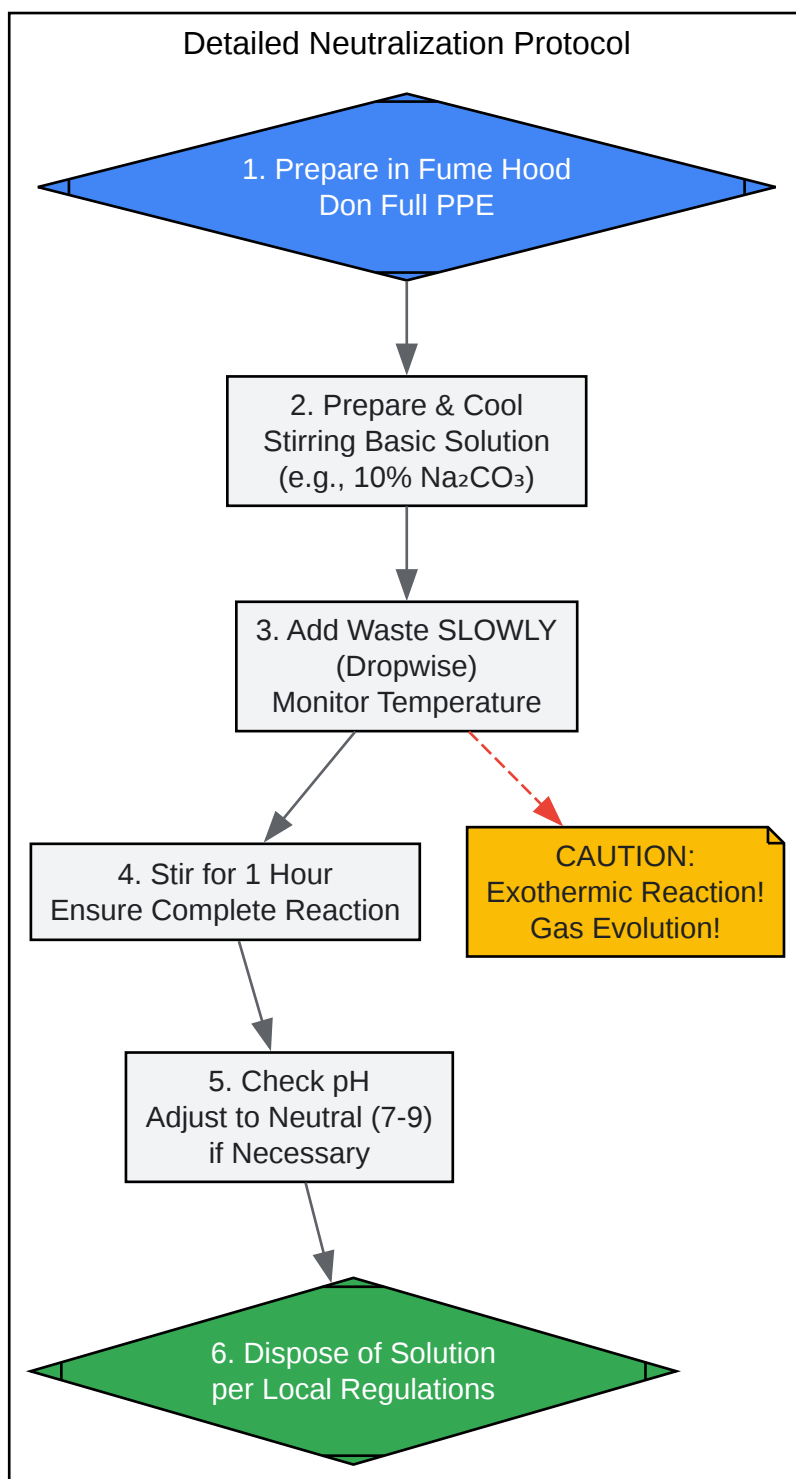 Detailed Neutralization Protocol
1. Prepare in Fume Hood
Don Full PPE
2. Prepare & Cool
Stirring Basic Solution
(e.g., 10% Na₂CO₃)
3. Add Waste SLOWLY
(Dropwise)
Monitor Temperature
4. Stir for 1 Hour
Ensure Complete Reaction
CAUTION:
Exothermic Reaction!
Gas Evolution!
5. Check pH
Adjust to Neutral (7-9)
if Necessary
6. Dispose of Solution
per Local Regulations